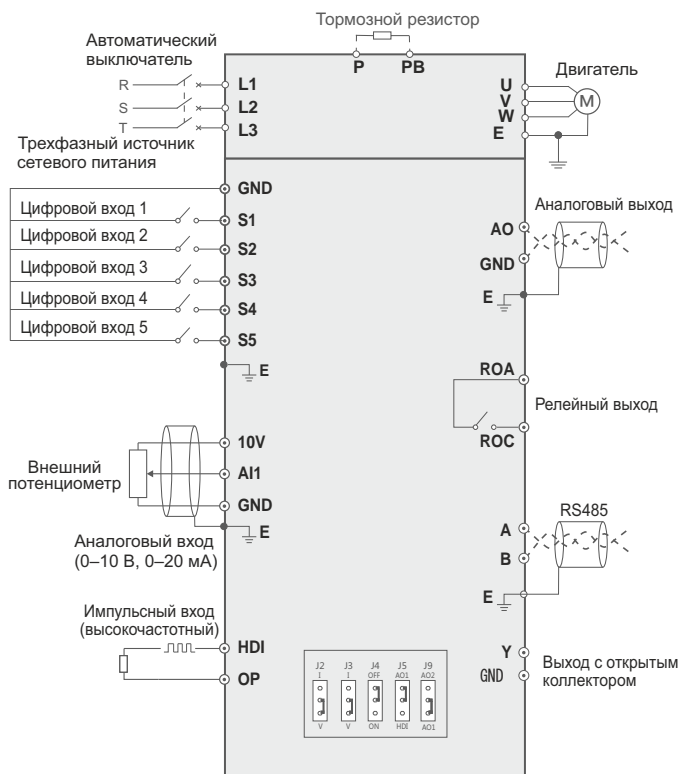 Тормозной резистор
P PB
Автоматический
выключатель
R L1
S L2
T L3
Трехфазный источник
сетевого питания
U
V
W
E
Двигатель
M
GND
Цифровой вход 1 S1
Цифровой вход 2 S2
Цифровой вход 3 S3
Цифровой вход 4 S4
Цифровой вход 5 S5
E
Аналоговый выход
AO
GND
E
ROA
Релейный выход
ROC
10V
Внешний
потенциометр
AI1
GND
E
Аналоговый вход
(0–10 В, 0–20 мА)
RS485
A
B
E
Импульсный вход
(высокочастотный)
HDI
OP
Y
GND
Выход с открытым
коллектором
J2 J3 J4 J5 J9
I I OFF AO1 AO2
V V ON HDI AO1